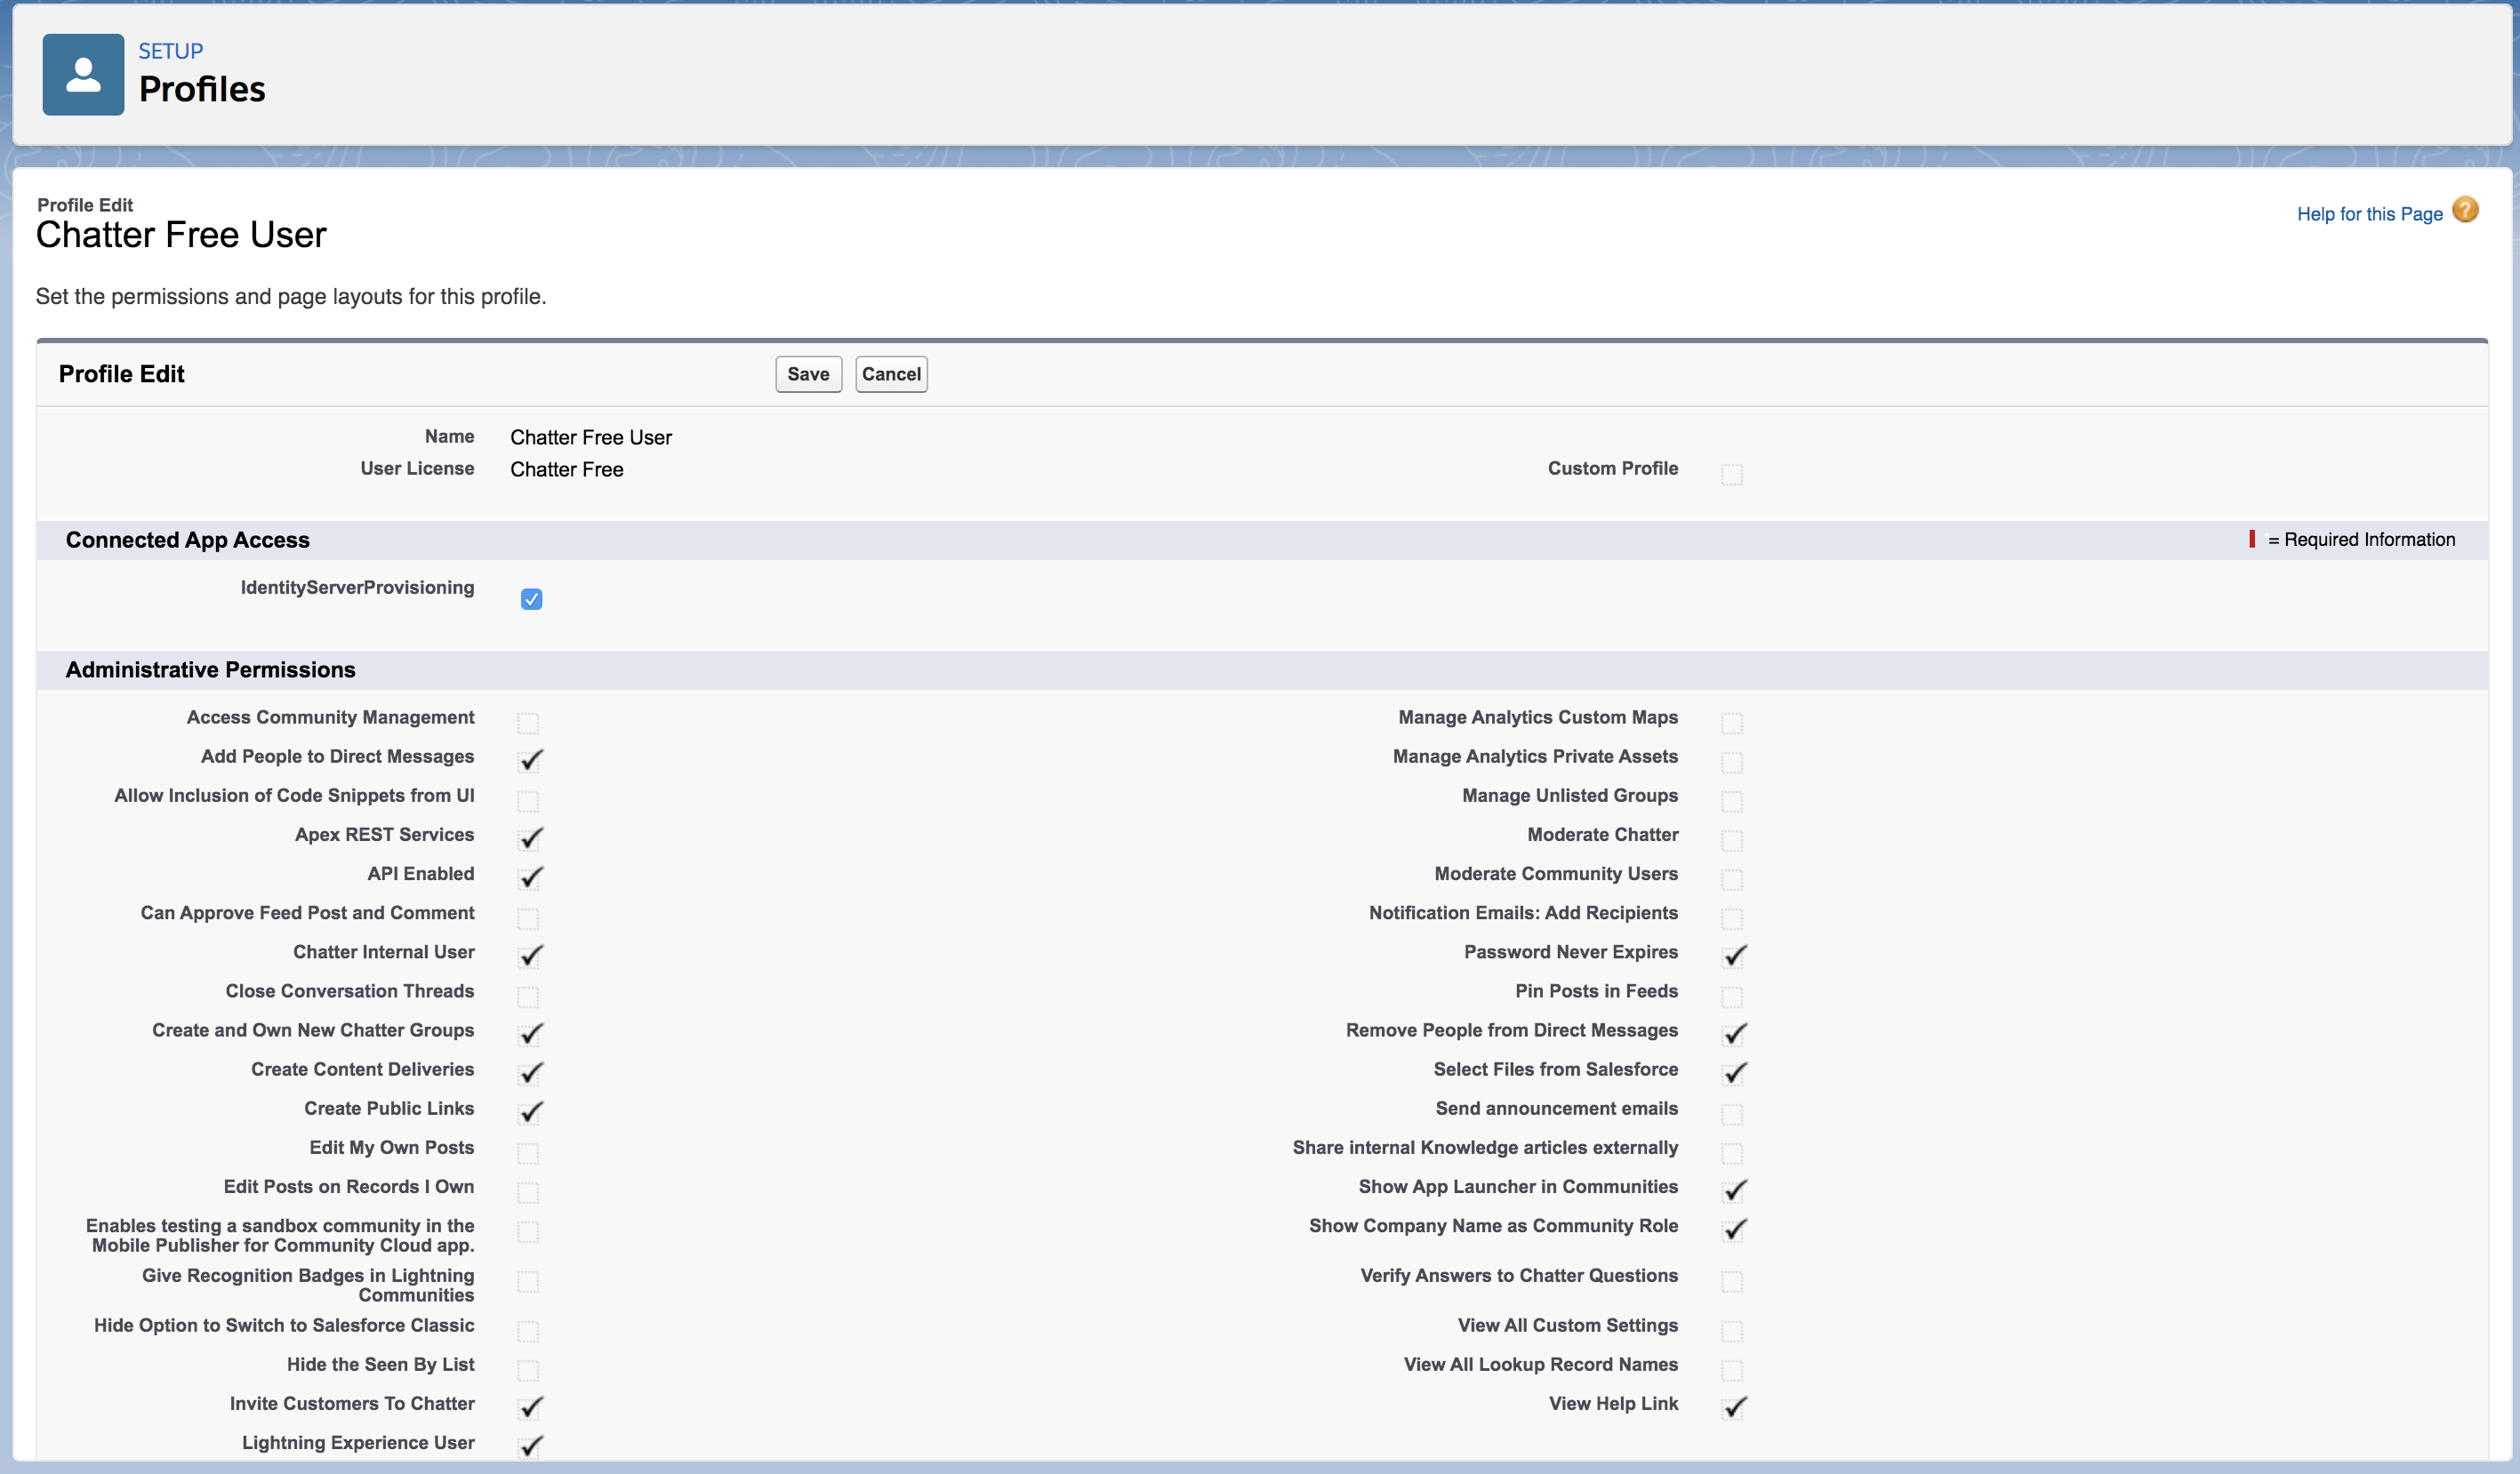 SETUP
Profiles
Profile Edit
Chatter Free User
Help for this Page ?
Set the permissions and page layouts for this profile.
Profile Edit Save Cancel
Name Chatter Free User
User License Chatter Free Custom Profile
Connected App Access = Required Information
IdentityServerProvisioning
Administrative Permissions
Access Community Management Manage Analytics Custom Maps
Add People to Direct Messages Manage Analytics Private Assets
Allow Inclusion of Code Snippets from UI Manage Unlisted Groups
Apex REST Services Moderate Chatter
API Enabled Moderate Community Users
Can Approve Feed Post and Comment Notification Emails: Add Recipients
Chatter Internal User Password Never Expires
Close Conversation Threads Pin Posts in Feeds
Create and Own New Chatter Groups Remove People from Direct Messages
Create Content Deliveries Select Files from Salesforce
Create Public Links Send announcement emails
Edit My Own Posts Share internal Knowledge articles externally
Edit Posts on Records I Own Show App Launcher in Communities
Enables testing a sandbox community in the Show Company Name as Community Role
Mobile Publisher for Community Cloud app.
Give Recognition Badges in Lightning Verify Answers to Chatter Questions
Communities
Hide Option to Switch to Salesforce Classic View All Custom Settings
Hide the Seen By List View All Lookup Record Names
Invite Customers To Chatter View Help Link
Lightning Experience User